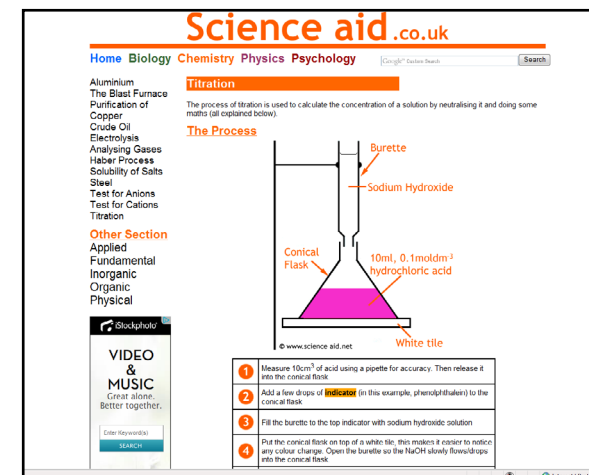 Science aid.co.uk
Home Biology Chemistry Physics Psychology
Google™ Custom Search
Search
Aluminium
The Blast Furnace
Purification of
Copper
Crude Oil
Electrolysis
Analysing Gases
Haber Process
Solubility of Salts
Steel
Test for Anions
Test for Cations
Titration
Other Section
Applied
Fundamental
Inorganic
Organic
Physical
iStockphoto
VIDEO
&
MUSIC
Great alone.
Better together.
Enter Keyword(s)
SEARCH
Titration
The process of titration is used to calculate the concentration of a solution by neutralising it and doing some
maths (all explained below).
The Process
Burette
Sodium Hydroxide
Conical
Flask
10ml, 0.1moldm⁻³
hydrochloric acid
White tile
© www.science aid.net
1 Measure 10cm³ of acid using a pipette for accuracy. Then release it
into the conical flask
2 Add a few drops of indicator (in this example, phenolphthalein) to the
conical flask
3 Fill the burette to the top indicator with sodium hydroxide solution
4 Put the conical flask on top of a white tile, this makes it easier to notice
any colour change. Open the burette so the NaOH slowly flows/drops
into the conical flask